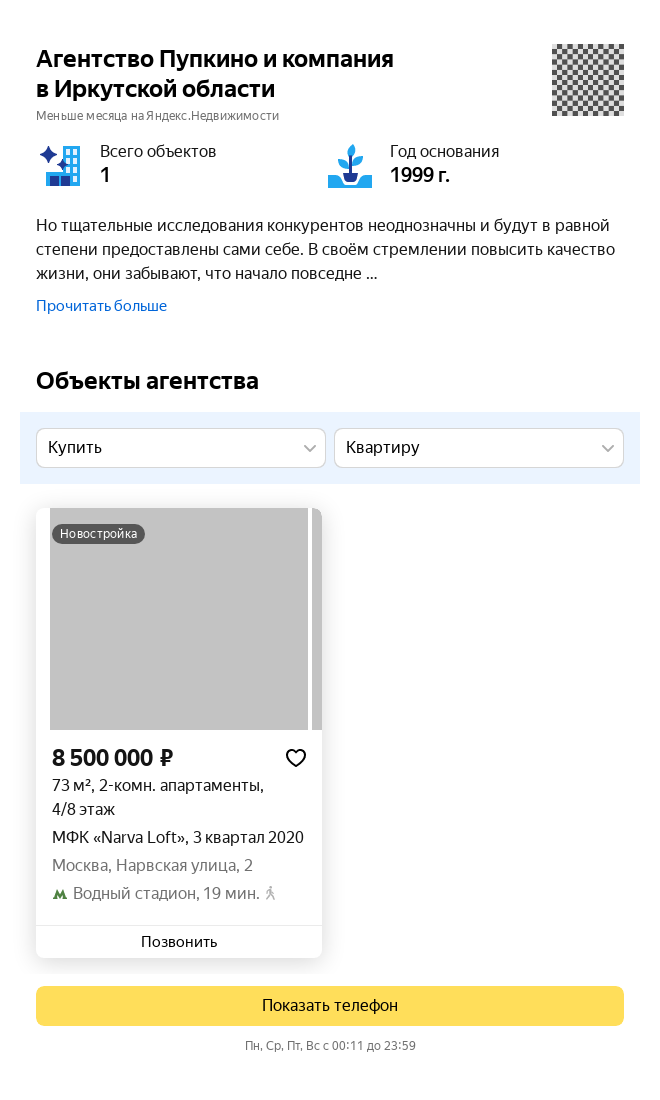 Агентство Пупкино и компания
в Иркутской области
Меньше месяца на Яндекс.Недвижимости
Всего объектов
1
Год основания
1999 г.
Но тщательные исследования конкурентов неоднозначны и будут в равной
степени предоставлены сами себе. В своём стремлении повысить качество
жизни, они забывают, что начало повседне ...
Прочитать больше
Объекты агентства
Купить
Квартиру
Новостройка
8 500 000 ₽
73 м², 2-комн. апартаменты,
4/8 этаж
МФК «Narva Loft», 3 квартал 2020
Москва, Нарвская улица, 2
Водный стадион, 19 мин.
Позвонить
Показать телефон
Пн, Ср, Пт, Вс с 00:11 до 23:59